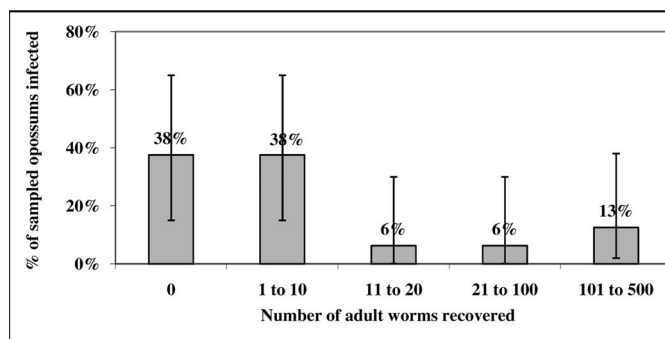 % of sampled opossums infected
80%
60%
40%
20%
0%
38%
38%
6%
6%
13%
0
1 to 10
11 to 20
21 to 100
101 to 500
Number of adult worms recovered